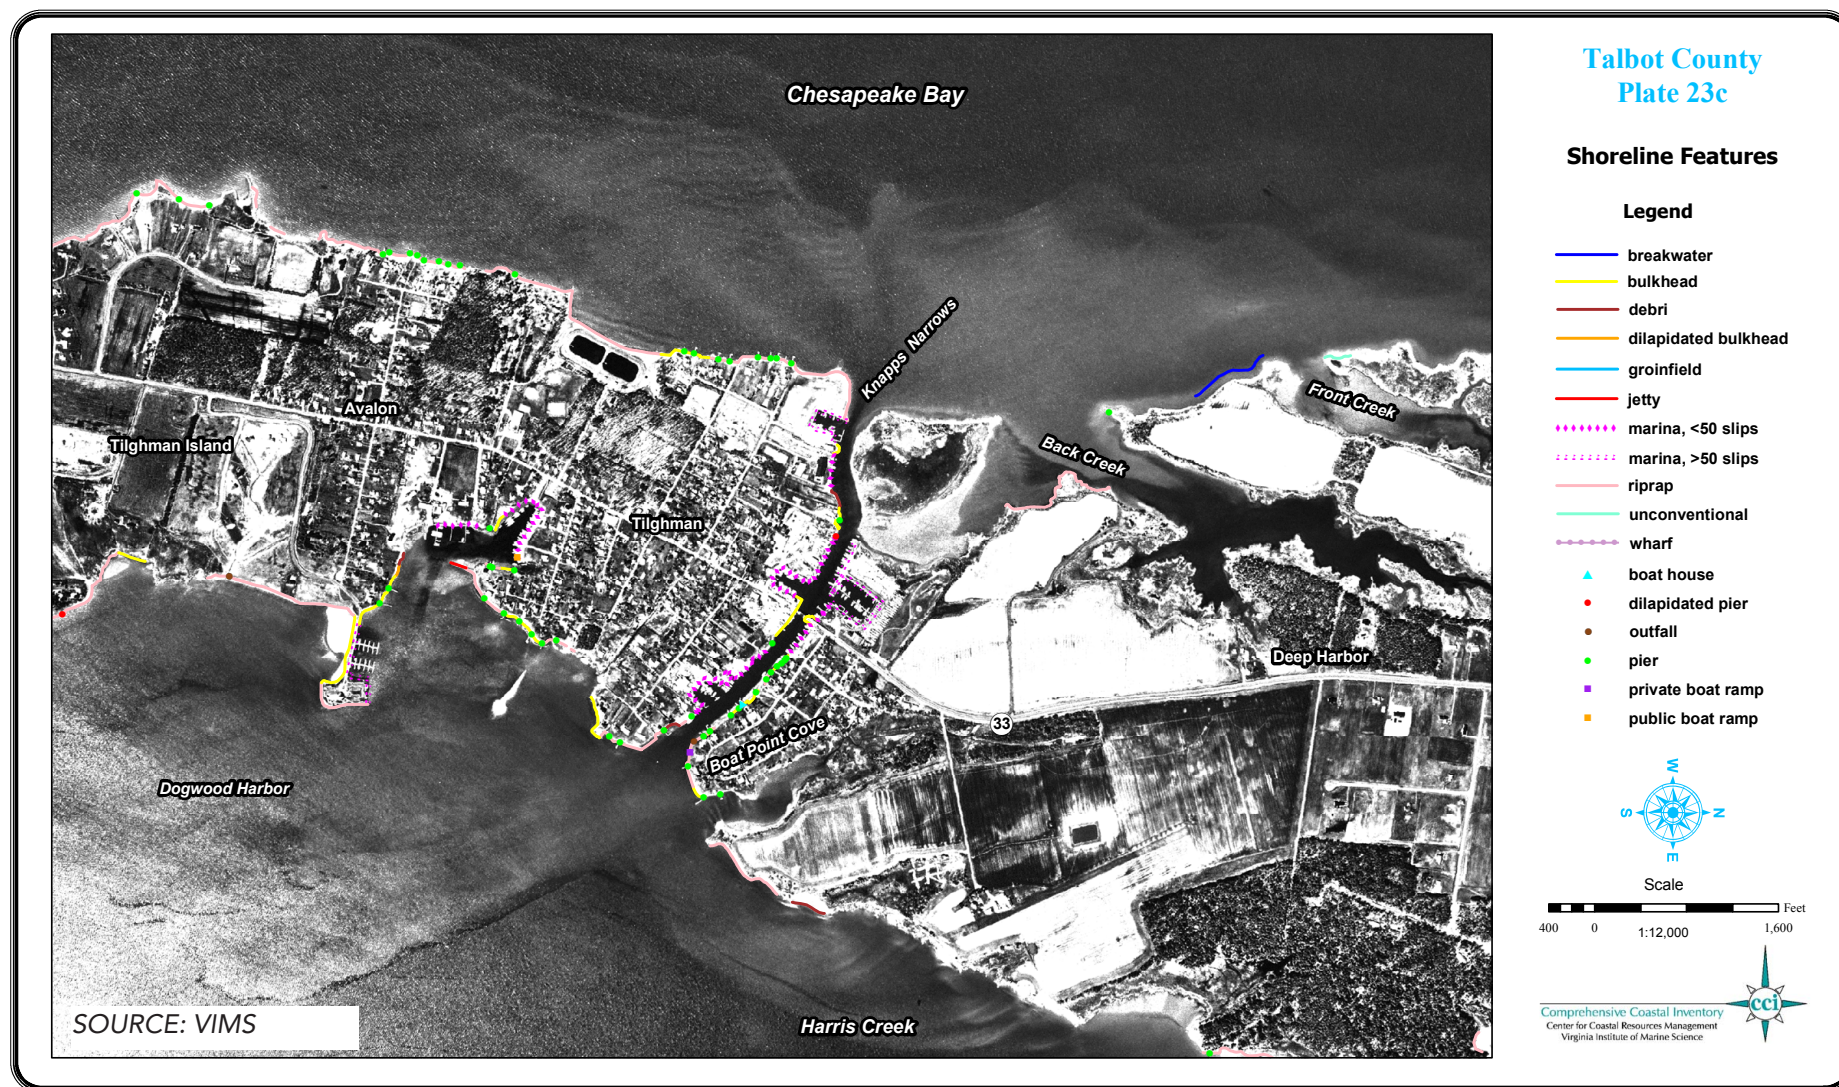 Talbot County
Plate 23c
Shoreline Features
Legend
breakwater
bulkhead
debri
dilapidated bulkhead
groinfield
jetty
marina, <50 slips
marina, >50 slips
riprap
unconventional
wharf
boat house
dilapidated pier
outfall
pier
private boat ramp
public boat ramp
W
S N
E
Scale
Feet
400 0 1:12,000 1,600
cci
Comprehensive Coastal Inventory
Center for Coastal Resources Management
Virginia Institute of Marine Science
Chesapeake Bay
Knapps Narrows
Front Creek
Back Creek
Avalon
Tilghman Island
Tilghman
Deep Harbor
33
Boat Point Cove
Dogwood Harbor
Harris Creek
SOURCE: VIMS